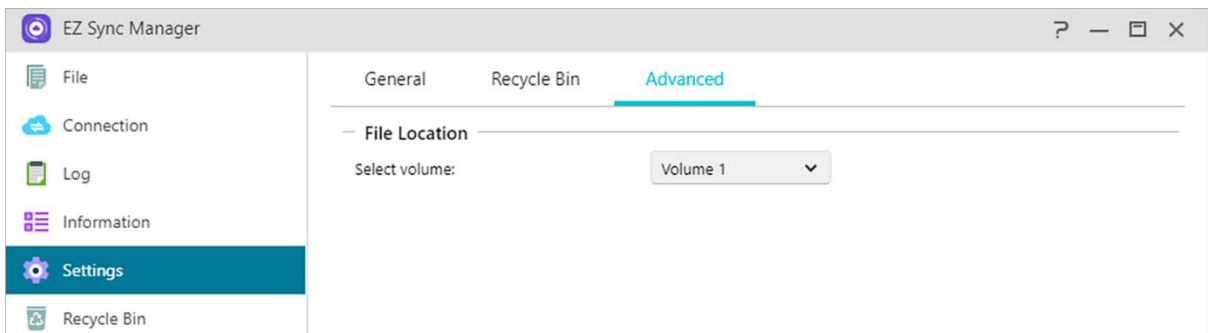 EZ Sync Manager
File
Connection
Log
Information
Settings
Recycle Bin
General Recycle Bin Advanced
File Location
Select volume: Volume 1